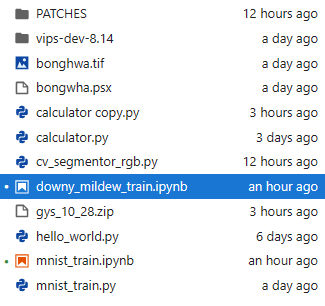 PATCHES 12 hours ago
vips-dev-8.14 a day ago
bonghwa.tif a day ago
bongwha.psx a day ago
calculator copy.py 3 hours ago
calculator.py 3 days ago
cv_segmentor_rgb.py 12 hours ago
downy_mildew_train.ipynb an hour ago
gys_10_28.zip 3 hours ago
hello_world.py 6 days ago
mnist_train.ipynb an hour ago
mnist_train.py a day ago